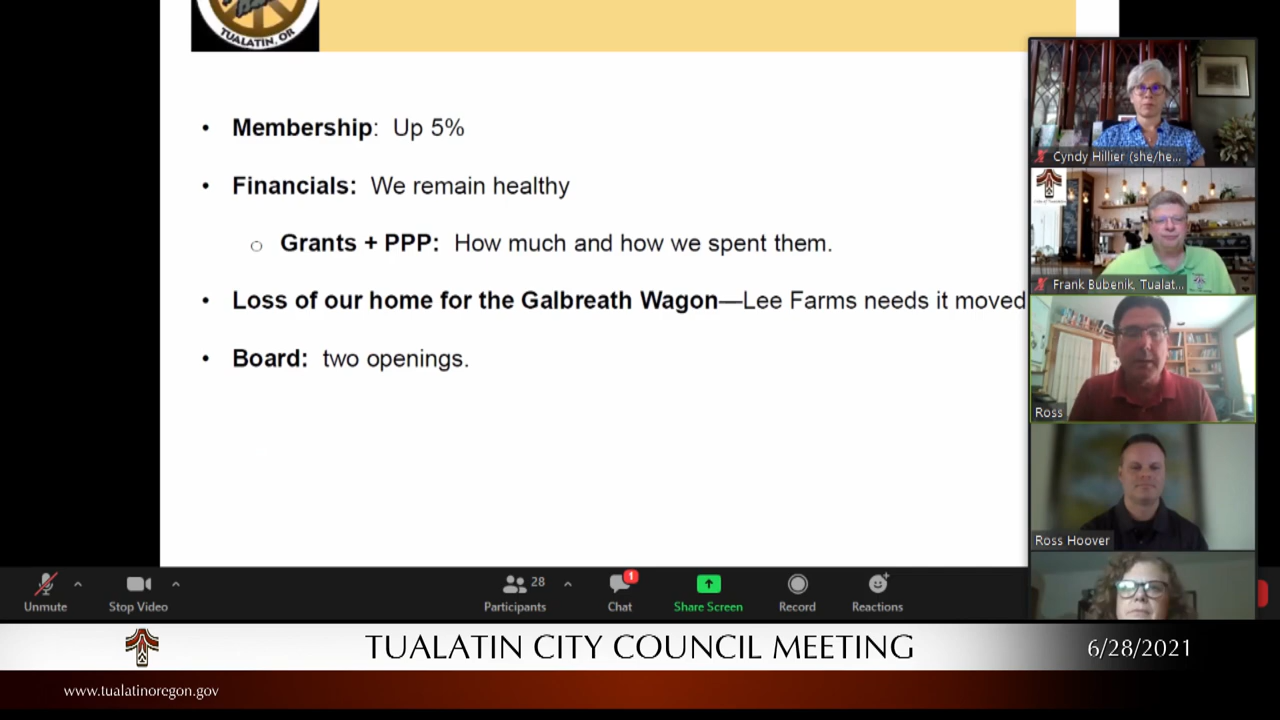 TUALATIN, OR
• Membership: Up 5%
• Financials: We remain healthy
○ Grants + PPP: How much and how we spent them.
• Loss of our home for the Galbreath Wagon—Lee Farms needs it moved
• Board: two openings.
Cyndy Hillier (she/he...
Frank Bubenik, Tualat...
Ross
Ross Hoover
Unmute
Stop Video
28
Participants
1
Chat
Share Screen
Record
Reactions
TUALATIN CITY COUNCIL MEETING
6/28/2021
www.tualatinoregon.gov